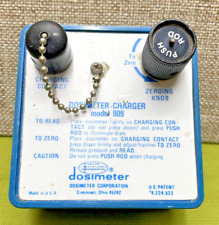 PUSH
ROD
To
Zero
CHARGING
CONTACT
ZEROING
KNOB
DOSIMETER CHARGER
model 909
TO READ Place dosimeter lightly on CHARGING CON-
TACT do not press down and press PUSH
ROD to illuminate dosimeter.
TO ZERO Place dosimeter on CHARGING CONTACT
press down firmly and adjust hairline to ZERO
Release pressure and READ.
CAUTION Do not press PUSH ROD when charging.
dosimeter
DOSIMETER CORPORATION
Cincinnati, Ohio 45242
MADE IN U.S.A.
U.S. PATENT